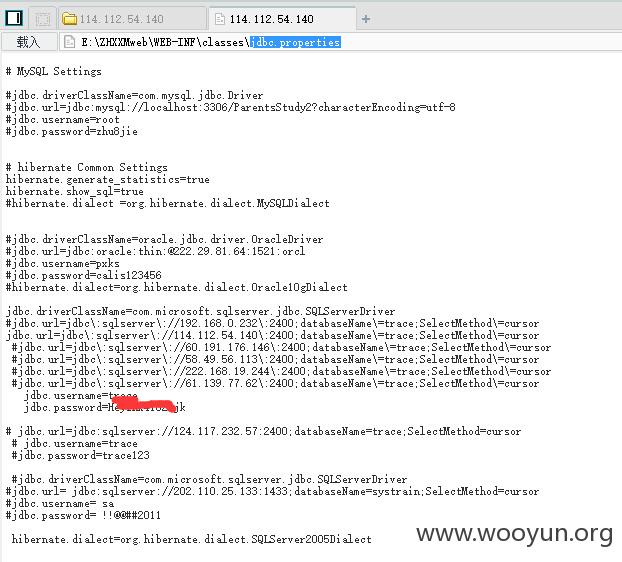 114.112.54.140
114.112.54.140
载入
E:\ZHXXMweb\WEB-INF\classes\jdbc.properties
# MySQL Settings
#jdbc.driverClassName=com.mysql.jdbc.Driver
#jdbc.url=jdbc:mysql://localhost:3306/ParentsStudy2?characterEncoding=utf-8
#jdbc.username=root
#jdbc.password=zhu8jie
# hibernate Common Settings
hibernate.generate_statistics=true
hibernate.show_sql=true
#hibernate.dialect =org.hibernate.dialect.MySQLDialect
#jdbc.driverClassName=oracle.jdbc.driver.OracleDriver
#jdbc.url=jdbc:oracle:thin:@222.29.81.64:1521:orcl
#jdbc.username=pxks
#jdbc.password=calis123456
#hibernate.dialect=org.hibernate.dialect.Oracle10gDialect
jdbc.driverClassName=com.microsoft.sqlserver.jdbc.SQLServerDriver
#jdbc.url=jdbc\:sqlserver\://192.168.0.232\:2400;databaseName\=trace;SelectMethod\=cursor
jdbc.url=jdbc\:sqlserver\://114.112.54.140\:2400;databaseName\=trace;SelectMethod\=cursor
#jdbc.url=jdbc\:sqlserver\://60.191.176.146\:2400;databaseName\=trace;SelectMethod\=cursor
#jdbc.url=jdbc\:sqlserver\://58.49.56.113\:2400;databaseName\=trace;SelectMethod\=cursor
#jdbc.url=jdbc\:sqlserver\://222.168.19.244\:2400;databaseName\=trace;SelectMethod\=cursor
#jdbc.url=jdbc\:sqlserver\://61.139.77.62\:2400;databaseName\=trace;SelectMethod\=cursor
jdbc.username=trace
jdbc.password=
# jdbc.url=jdbc:sqlserver://124.117.232.57:2400;databaseName=trace;SelectMethod=cursor
# jdbc.username=trace
#jdbc.password=trace123
#jdbc.driverClassName=com.microsoft.sqlserver.jdbc.SQLServerDriver
#jdbc.url= jdbc:sqlserver://202.110.25.133:1433;databaseName=systrain;SelectMethod=cursor
#jdbc.username= sa
#jdbc.password= !!@@##2011
www.wooyun.org
hibernate.dialect=org.hibernate.dialect.SQLServer2005Dialect